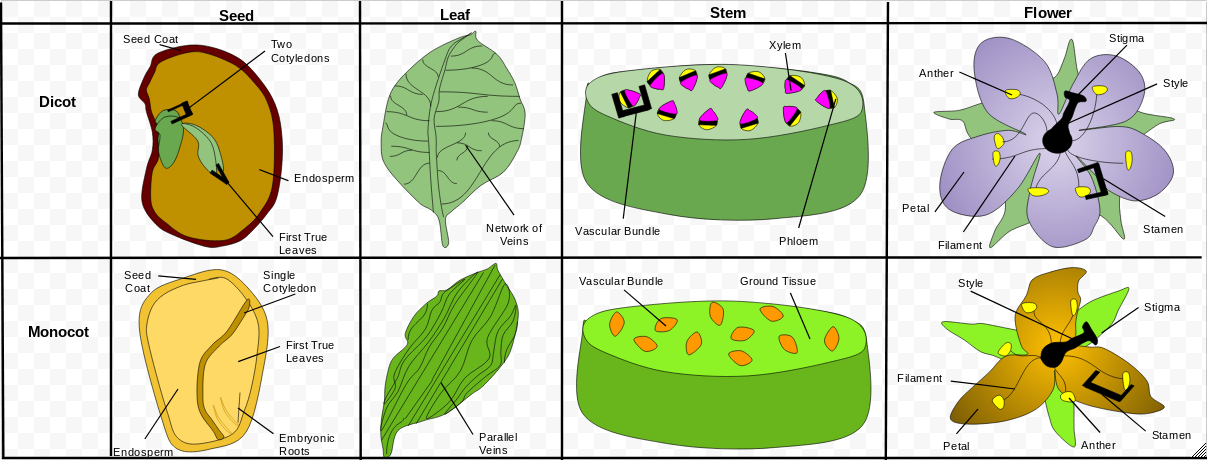 Seed
Leaf
Stem
Flower
Dicot
Seed Coat
Two
Cotyledons
Endosperm
First True
Leaves
Network of
Veins
Xylem
Vascular Bundle
Phloem
Stigma
Anther
Style
Petal
Filament
Stamen
Monocot
Seed
Coat
Single
Cotyledon
First True
Leaves
Endosperm
Embryonic
Roots
Parallel
Veins
Vascular Bundle
Ground Tissue
Style
Stigma
Filament
Petal
Anther
Stamen